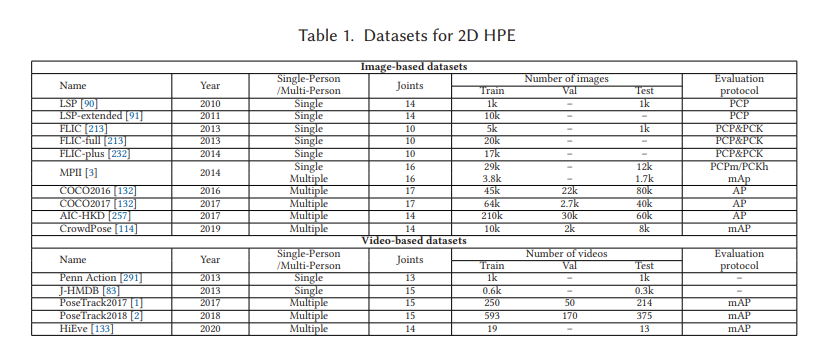 Table 1. Datasets for 2D HPE
Image-based datasets
Name Year Single-Person /Multi-Person Joints Number of images Evaluation protocol
Train Val Test
LSP [90] 2010 Single 14 1k – 1k PCP
LSP-extended [91] 2011 Single 14 10k – – PCP
FLIC [213] 2013 Single 10 5k – 1k PCP&PCK
FLIC-full [213] 2013 Single 10 20k – – PCP&PCK
FLIC-plus [232] 2014 Single 10 17k – – PCP&PCK
MPII [3] 2014 Single 16 29k – 12k PCPm/PCKh
Multiple 16 3.8k – 1.7k mAp
COCO2016 [132] 2016 Multiple 17 45k 22k 80k AP
COCO2017 [132] 2017 Multiple 17 64k 2.7k 40k AP
AIC-HKD [257] 2017 Multiple 14 210k 30k 60k AP
CrowdPose [114] 2019 Multiple 14 10k 2k 8k mAP
Video-based datasets
Name Year Single-Person /Multi-Person Joints Number of videos Evaluation protocol
Train Val Test
Penn Action [291] 2013 Single 13 1k – 1k –
J-HMDB [83] 2013 Single 15 0.6k – 0.3k –
PoseTrack2017 [1] 2017 Multiple 15 250 50 214 mAP
PoseTrack2018 [2] 2018 Multiple 15 593 170 375 mAP
HiEve [133] 2020 Multiple 14 19 – 13 mAP